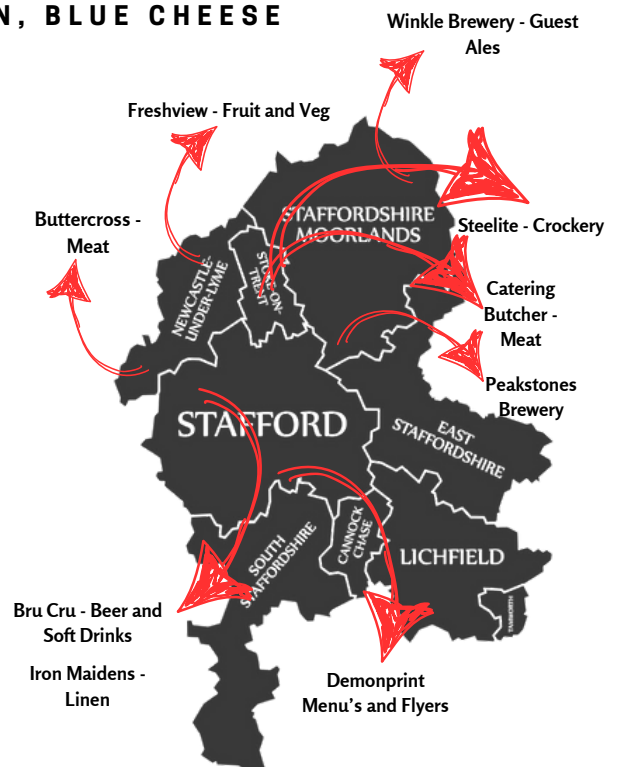 N, BLUE CHEESE
Winkle Brewery - Guest
Ales
Freshview - Fruit and Veg
Buttercross -
Meat
STAFFORDSHIRE
MOORLANDS
Steelite - Crockery
NEWCASTLE-
UNDER-LYME
STOKE-ON-
TRENT
Catering
Butcher -
Meat
Peakstones
Brewery
STAFFORD
EAST
STAFFORDSHIRE
SOUTH
STAFFORDSHIRE
CANNOCK
CHASE
LICHFIELD
TAMWORTH
Bru Cru - Beer and
Soft Drinks
Iron Maidens -
Linen
Demonprint
Menu's and Flyers